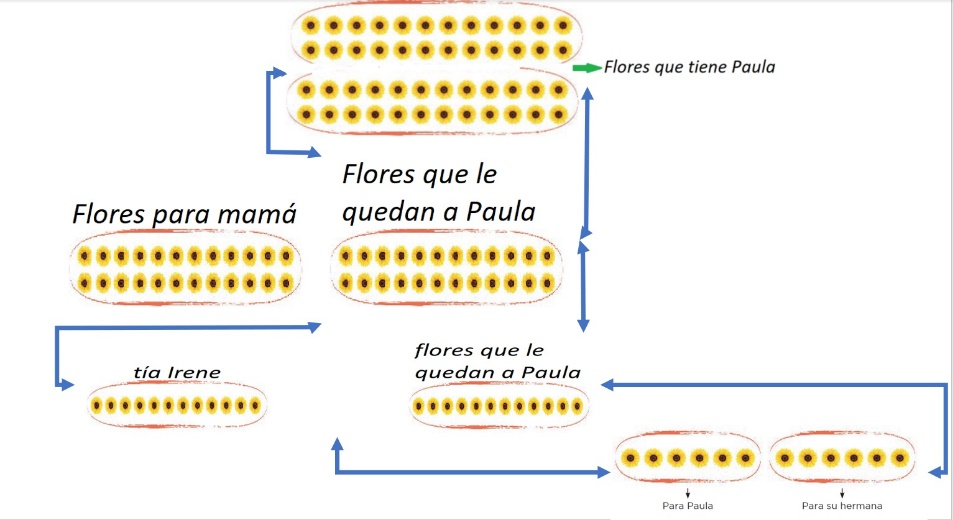 Flores que tiene Paula
Flores que le
quedan a Paula
Flores para mamá
flores que le
quedan a Paula
tía Irene
Para Paula
Para su hermana